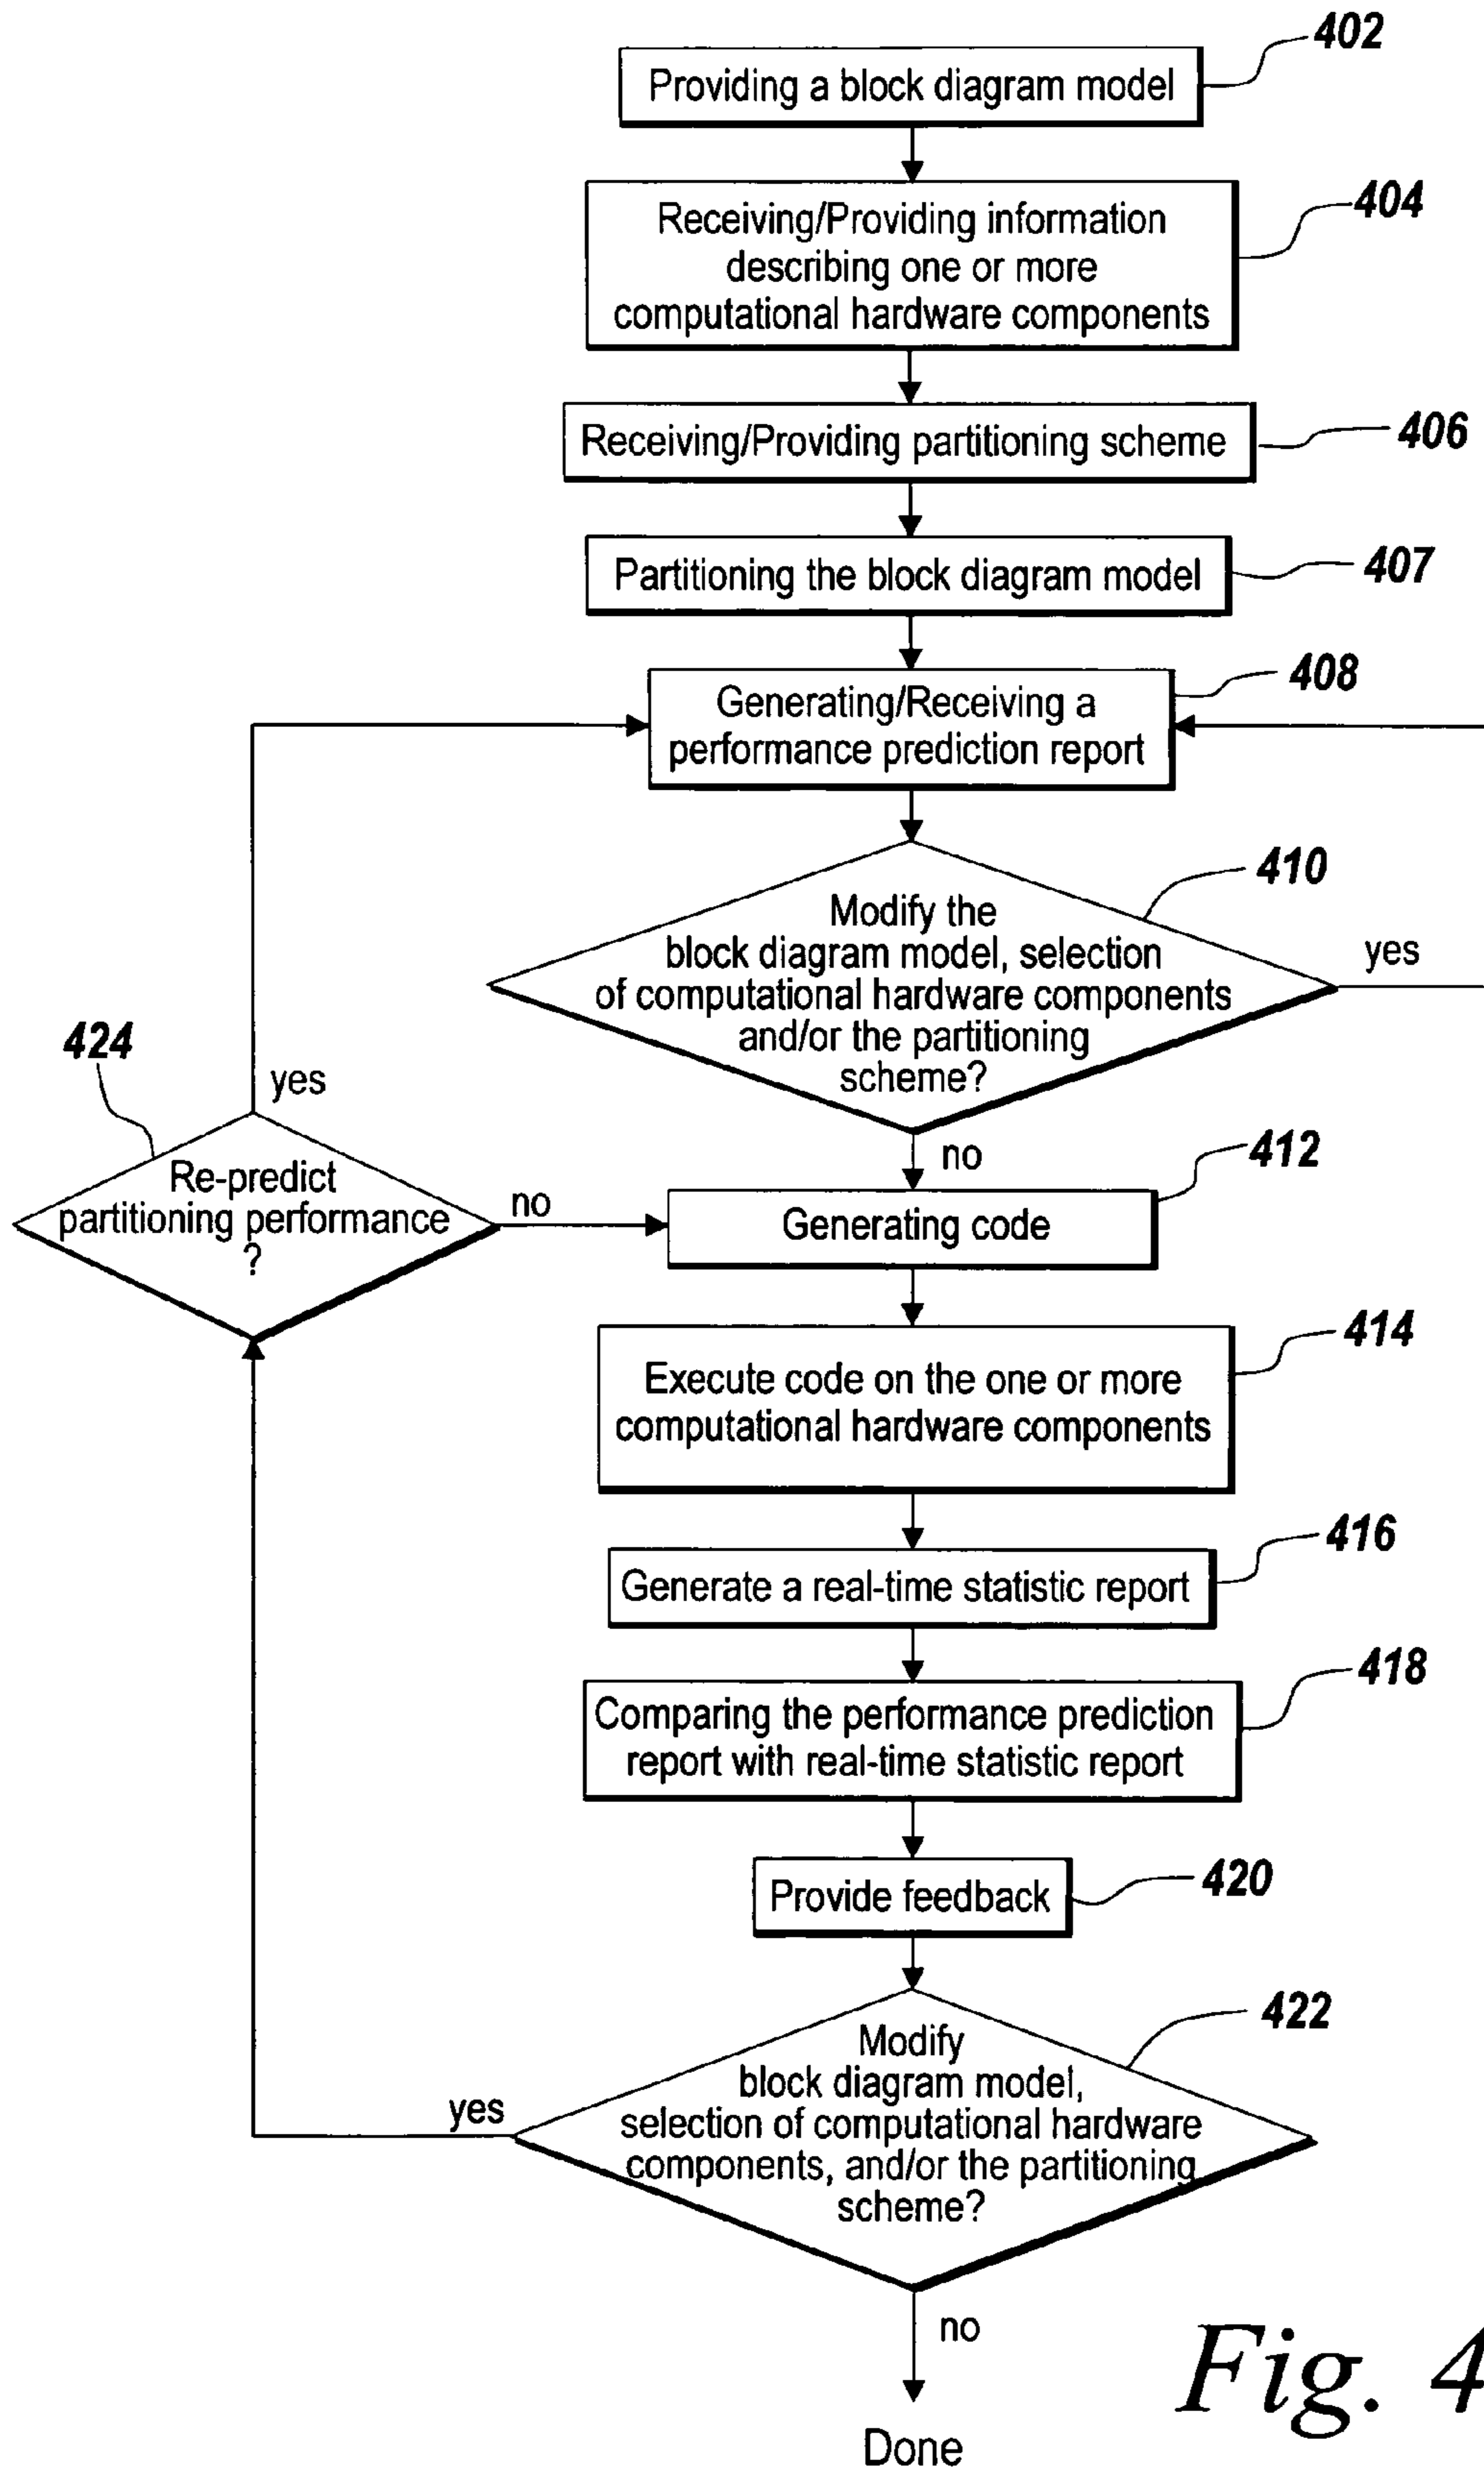 402
Providing a block diagram model
404
Receiving/Providing information
describing one or more
computational hardware components
406
Receiving/Providing partitioning scheme
407
Partitioning the block diagram model
408
Generating/Receiving a
performance prediction report
410
Modify the
block diagram model, selection
of computational hardware components
and/or the partitioning
scheme?
yes
424
yes
Re-predict
partitioning performance
?
no
no
412
Generating code
414
Execute code on the one or more
computational hardware components
416
Generate a real-time statistic report
418
Comparing the performance prediction
report with real-time statistic report
420
Provide feedback
422
Modify
block diagram model,
selection of computational hardware
components, and/or the partitioning
scheme?
yes
no
Done
Fig. 4